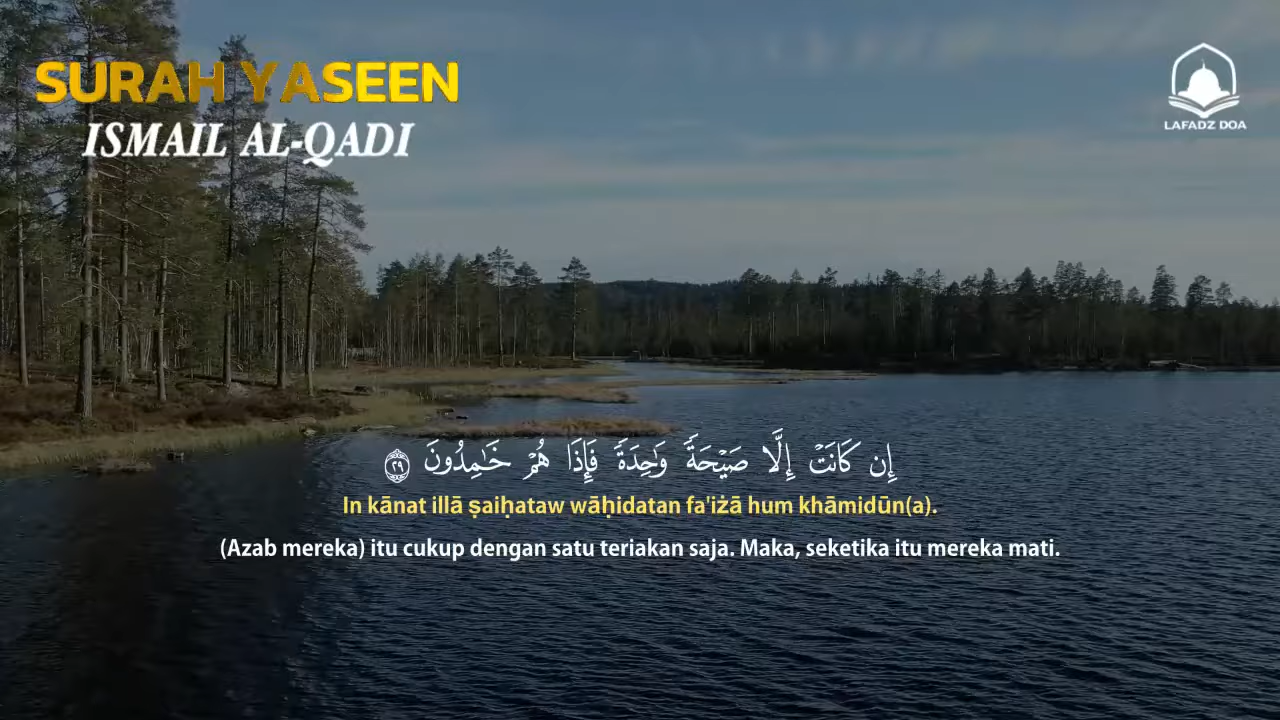 SURAH YASEEN
ISMAIL AL-QADI
LAFADZ DOA
إِن كَانَتْ إِلَّا صَيْحَةً وَٰحِدَةً فَإِذَا هُمْ خَٰمِدُونَ ٢٩
In kānat illā ṣaiḥataw wāḥidatan fa'iżā hum khāmidūn(a).
(Azab mereka) itu cukup dengan satu teriakan saja. Maka, seketika itu mereka mati.